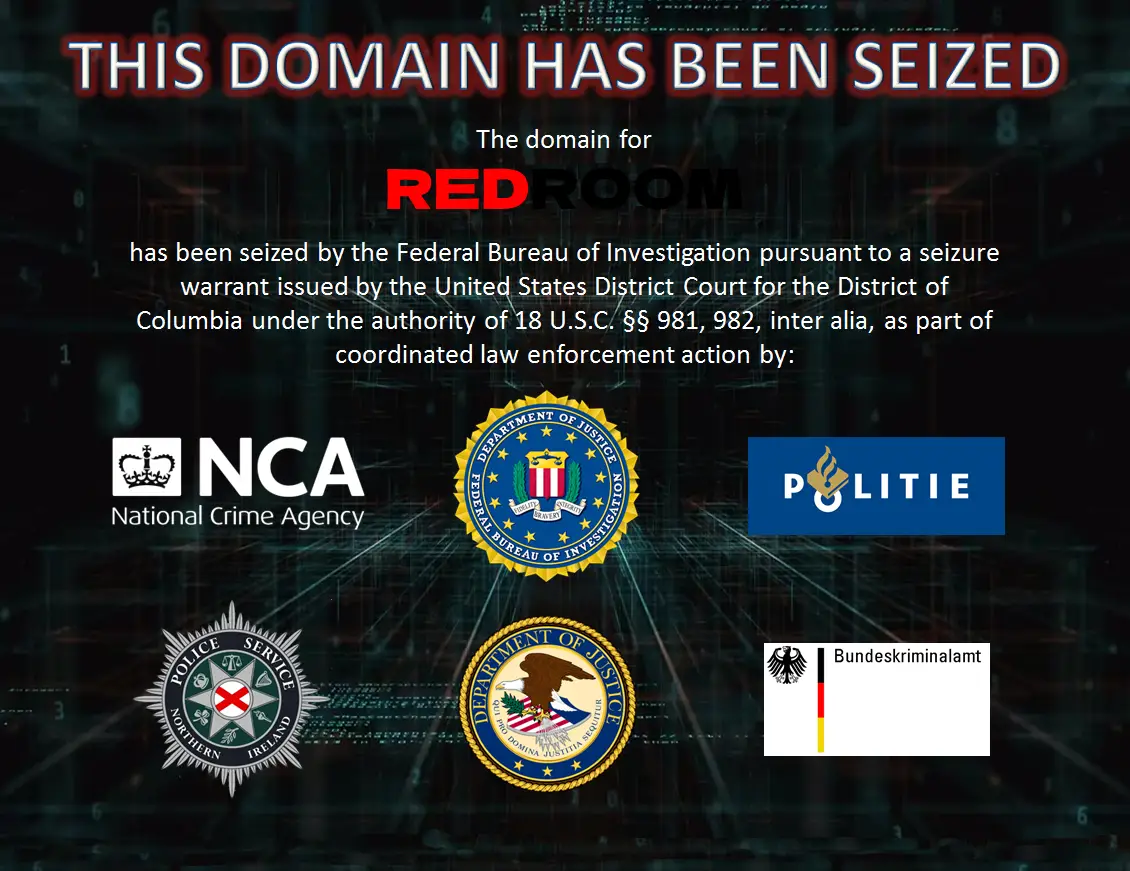 THIS DOMAIN HAS BEEN SEIZED
The domain for
REDROOM
has been seized by the Federal Bureau of Investigation pursuant to a seizure
warrant issued by the United States District Court for the District of
Columbia under the authority of 18 U.S.C. §§ 981, 982, inter alia, as part of
coordinated law enforcement action by:
NCA
National Crime Agency
DEPARTMENT OF JUSTICE
FEDERAL BUREAU OF INVESTIGATION
FIDELITY BRAVERY INTEGRITY
POLITIE
POLICE SERVICE
NORTHERN IRELAND
DEPARTMENT OF JUSTICE
QUI PRO DOMINA JUSTITIA SEQUITUR
Bundeskriminalamt